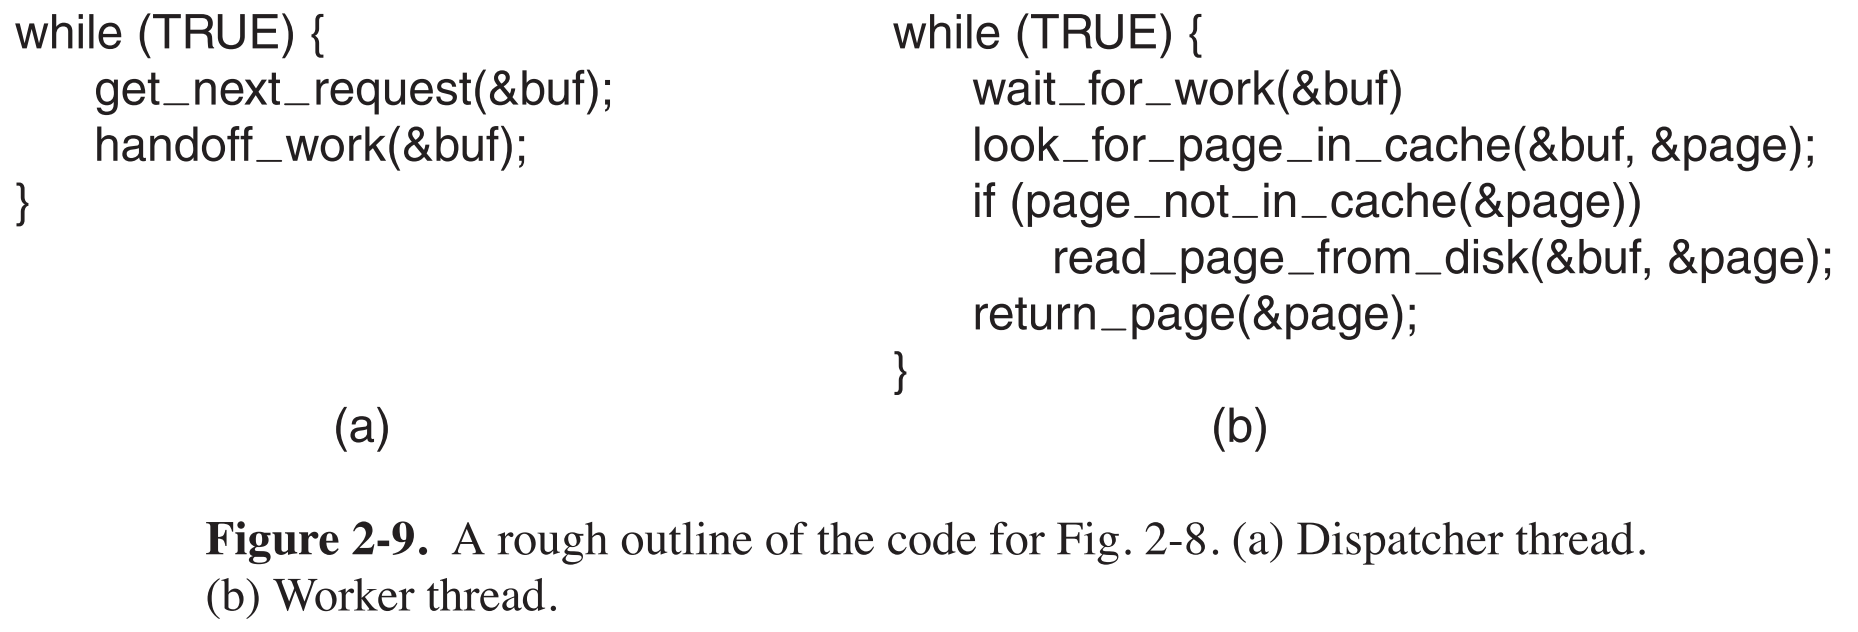 while (TRUE) {
get_next_request(&buf);
handoff_work(&buf);
}
(a)
while (TRUE) {
wait_for_work(&buf)
look_for_page_in_cache(&buf, &page);
if (page_not_in_cache(&page))
read_page_from_disk(&buf, &page);
return_page(&page);
}
(b)
Figure 2-9. A rough outline of the code for Fig. 2-8. (a) Dispatcher thread.
(b) Worker thread.